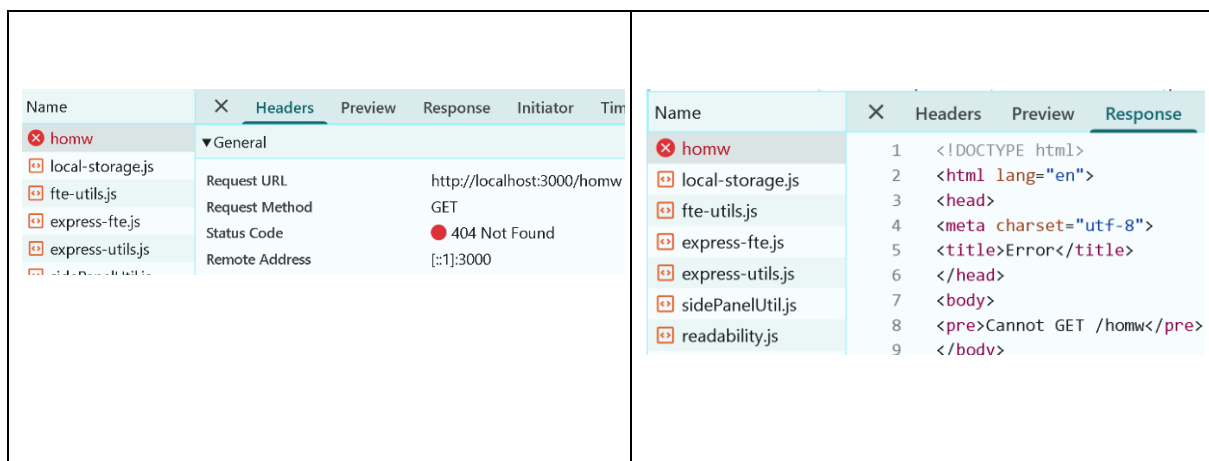 Name
homw
local-storage.js
fte-utils.js
express-fte.js
express-utils.js
sidePanelUtil.js
Headers Preview Response Initiator Tim
▼General
Request URL http://localhost:3000/homw
Request Method GET
Status Code 404 Not Found
Remote Address [::1]:3000
Name
homw
local-storage.js
fte-utils.js
express-fte.js
express-utils.js
sidePanelUtil.js
readability.js
Headers Preview Response
1 <!DOCTYPE html>
2 <html lang="en">
3 <head>
4 <meta charset="utf-8">
5 <title>Error</title>
6 </head>
7 <body>
8 <pre>Cannot GET /homw</pre>
9 </body>